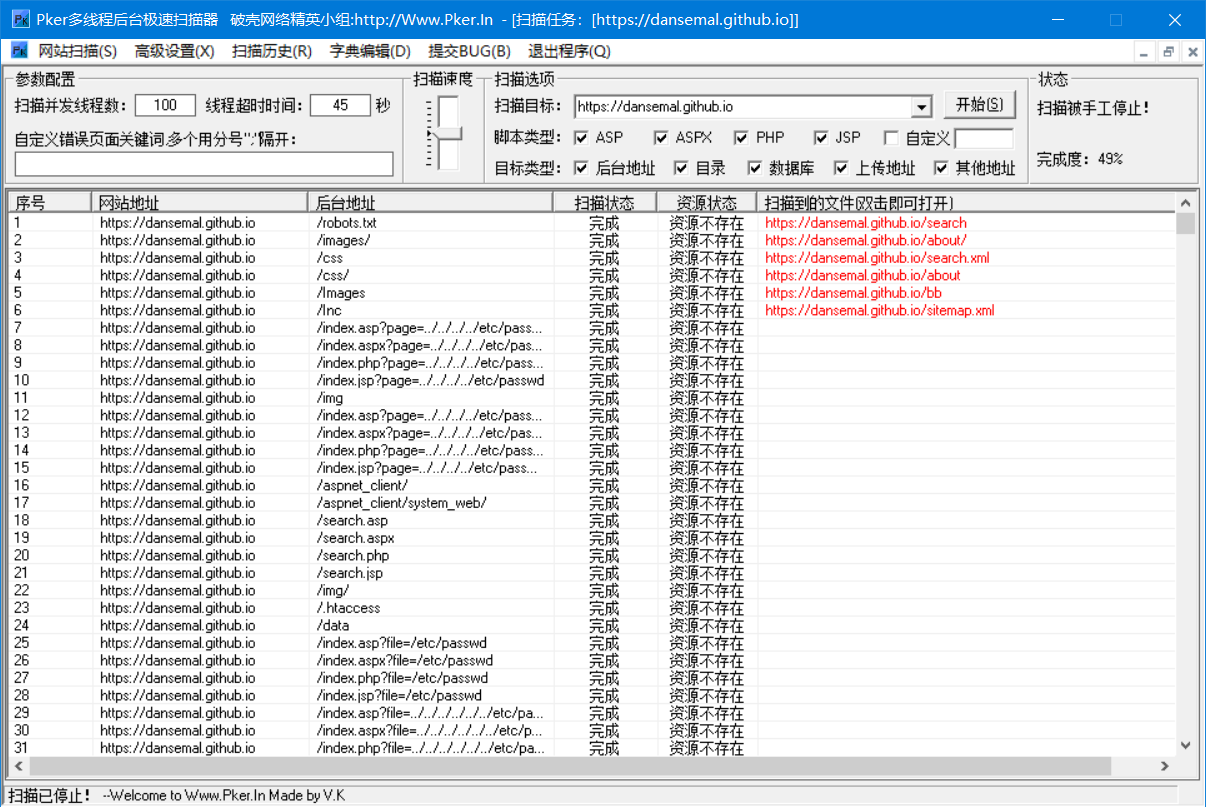 Pker多线程后台极速扫描器 破壳网络精英小组:http://Www.Pker.In - [扫描任务：[https://dansemal.github.io]]
网站扫描(S) 高级设置(X) 扫描历史(R) 字典编辑(D) 提交BUG(B) 退出程序(Q)
参数配置 扫描速度 扫描选项 状态
扫描并发线程数： 100 线程超时时间： 45 秒 扫描目标： https://dansemal.github.io 开始(S) 扫描被手工停止！
自定义错误页面关键词,多个用分号";"隔开： 脚本类型： ASP ASPX PHP JSP 自定义
目标类型： 后台地址 目录 数据库 上传地址 其他地址 完成度：49%
序号 网站地址 后台地址 扫描状态 资源状态 扫描到的文件(双击即可打开)
1 https://dansemal.github.io /robots.txt 完成 资源不存在 https://dansemal.github.io/search
2 https://dansemal.github.io /images/ 完成 资源不存在 https://dansemal.github.io/about/
3 https://dansemal.github.io /css 完成 资源不存在 https://dansemal.github.io/search.xml
4 https://dansemal.github.io /css/ 完成 资源不存在 https://dansemal.github.io/about
5 https://dansemal.github.io /Images 完成 资源不存在 https://dansemal.github.io/bb
6 https://dansemal.github.io /Inc 完成 资源不存在 https://dansemal.github.io/sitemap.xml
7 https://dansemal.github.io /index.asp?page=../../../../etc/pass... 完成 资源不存在
8 https://dansemal.github.io /index.aspx?page=../../../../etc/pas... 完成 资源不存在
9 https://dansemal.github.io /index.php?page=../../../../etc/pass... 完成 资源不存在
10 https://dansemal.github.io /index.jsp?page=../../../../etc/passwd 完成 资源不存在
11 https://dansemal.github.io /img 完成 资源不存在
12 https://dansemal.github.io /index.asp?page=../../../../etc/pass... 完成 资源不存在
13 https://dansemal.github.io /index.aspx?page=../../../../etc/pas... 完成 资源不存在
14 https://dansemal.github.io /index.php?page=../../../../etc/pass... 完成 资源不存在
15 https://dansemal.github.io /index.jsp?page=../../../../etc/pass... 完成 资源不存在
16 https://dansemal.github.io /aspnet_client/ 完成 资源不存在
17 https://dansemal.github.io /aspnet_client/system_web/ 完成 资源不存在
18 https://dansemal.github.io /search.asp 完成 资源不存在
19 https://dansemal.github.io /search.aspx 完成 资源不存在
20 https://dansemal.github.io /search.php 完成 资源不存在
21 https://dansemal.github.io /search.jsp 完成 资源不存在
22 https://dansemal.github.io /img/ 完成 资源不存在
23 https://dansemal.github.io /.htaccess 完成 资源不存在
24 https://dansemal.github.io /data 完成 资源不存在
25 https://dansemal.github.io /index.asp?file=/etc/passwd 完成 资源不存在
26 https://dansemal.github.io /index.aspx?file=/etc/passwd 完成 资源不存在
27 https://dansemal.github.io /index.php?file=/etc/passwd 完成 资源不存在
28 https://dansemal.github.io /index.jsp?file=/etc/passwd 完成 资源不存在
29 https://dansemal.github.io /index.asp?file=../../../../../../etc/pa... 完成 资源不存在
30 https://dansemal.github.io /index.aspx?file=../../../../../../etc/p... 完成 资源不存在
31 https://dansemal.github.io /index.php?file=../../../../../../etc/pa... 完成 资源不存在
扫描已停止！ --Welcome to Www.Pker.In Made by V.K